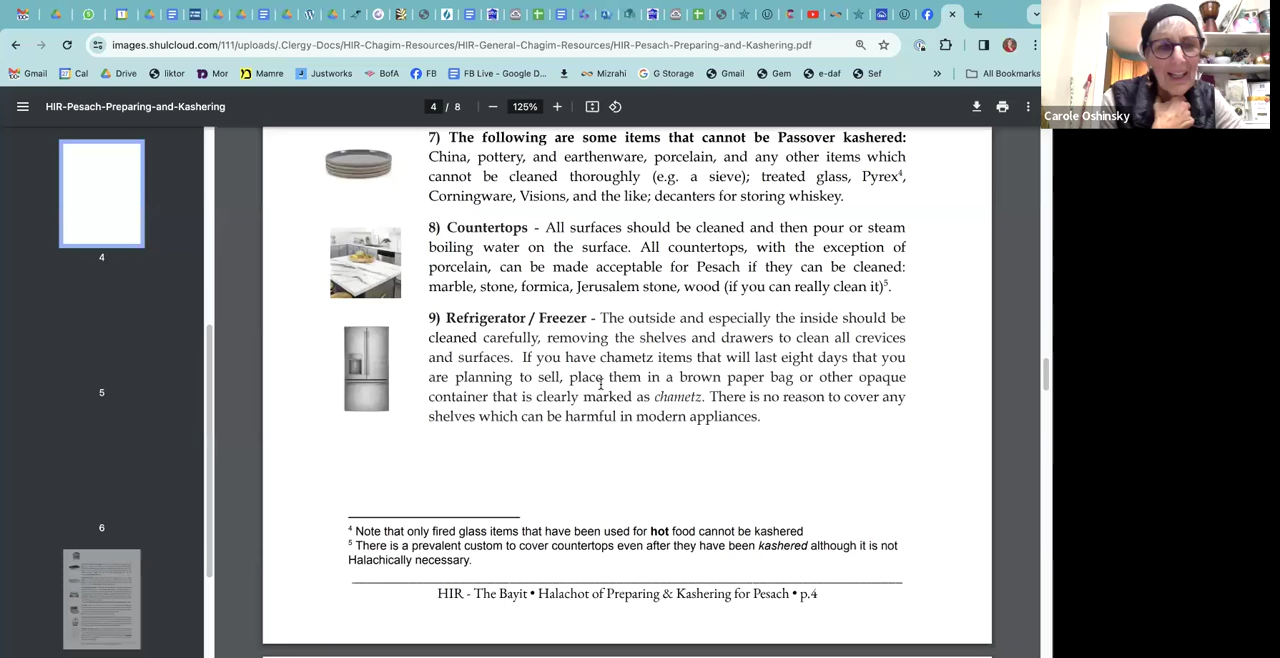 images.shulcloud.com/111/uploads/.Clergy-Docs/HIR-Chagim-Resources/HIR-General-Chagim-Resources/HIR-Pesach-Preparing-and-Kashering.pdf
Gmail Cal Drive liktor Mor Mamre Justworks BofA FB FB Live - Google D... Mizrahi G Storage Gmail Gem e-daf Sef » All Bookmarks
HIR-Pesach-Preparing-and-Kashering 4 / 8 − 125% +
Carole Oshinsky
4
5
6
7) The following are some items that cannot be Passover kashered:
China, pottery, and earthenware, porcelain, and any other items which
cannot be cleaned thoroughly (e.g. a sieve); treated glass, Pyrex⁴,
Corningware, Visions, and the like; decanters for storing whiskey.
8) Countertops - All surfaces should be cleaned and then pour or steam
boiling water on the surface. All countertops, with the exception of
porcelain, can be made acceptable for Pesach if they can be cleaned:
marble, stone, formica, Jerusalem stone, wood (if you can really clean it)⁵.
9) Refrigerator / Freezer - The outside and especially the inside should be
cleaned carefully, removing the shelves and drawers to clean all crevices
and surfaces. If you have chametz items that will last eight days that you
are planning to sell, place them in a brown paper bag or other opaque
container that is clearly marked as chametz. There is no reason to cover any
shelves which can be harmful in modern appliances.
⁴ Note that only fired glass items that have been used for hot food cannot be kashered
⁵ There is a prevalent custom to cover countertops even after they have been kashered although it is not
Halachically necessary.
HIR - The Bayit • Halachot of Preparing & Kashering for Pesach • p.4